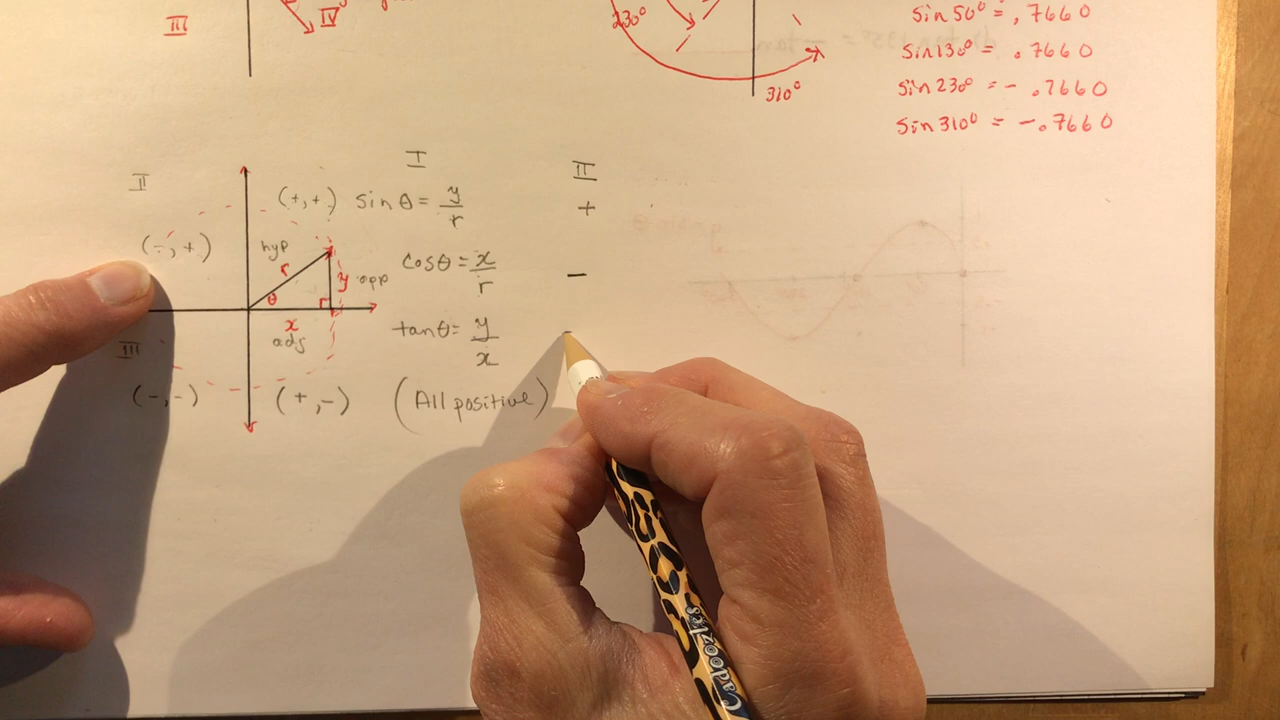 III
IV
230°
310°
sin 50° = .7660
sin 130° = .7660
sin 230° = - .7660
sin 310° = -.7660
I
II
II
(+,+)
sin θ = y/r
+
(-,+)
hyp
r
y
opp
θ
cos θ = x/r
-
x
adj
tan θ = y/x
III
(-,-)
(+,-)
(All positive)
Cadoozles